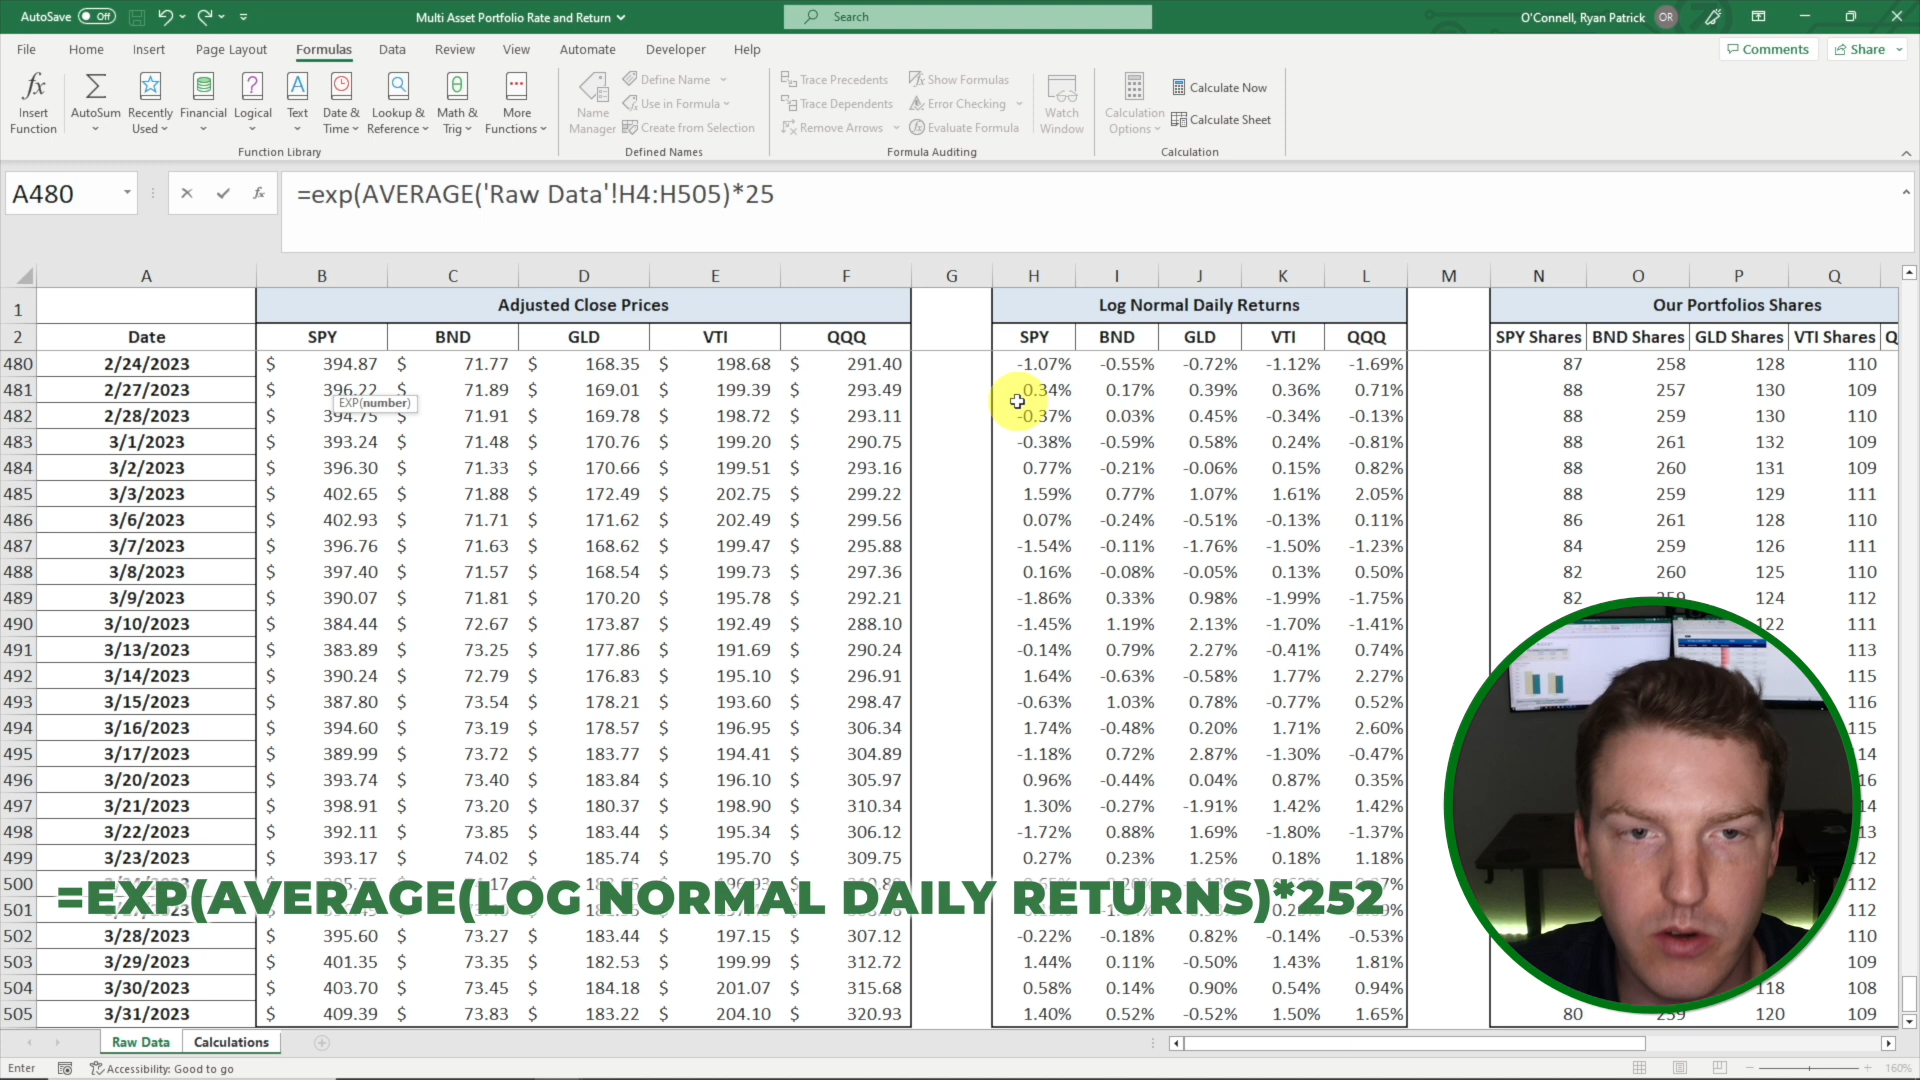 AutoSave Off Multi Asset Portfolio Rate and Return Search O'Connell, Ryan Patrick OR
File Home Insert Page Layout Formulas Data Review View Automate Developer Help Comments Share
Insert Function AutoSum Recently Used Financial Logical Text Date & Time Lookup & Reference Math & Trig More Functions
Name Manager Define Name Use in Formula Create from Selection
Trace Precedents Trace Dependents Remove Arrows Show Formulas Error Checking Evaluate Formula Watch Window
Calculation Options Calculate Now Calculate Sheet
Function Library Defined Names Formula Auditing Calculation
A480 fx =exp(AVERAGE('Raw Data'!H4:H505)*25
A B C D E F G H I J K L M N O P Q
1 Adjusted Close Prices Log Normal Daily Returns Our Portfolios Shares
2 Date SPY BND GLD VTI QQQ SPY BND GLD VTI QQQ SPY Shares BND Shares GLD Shares VTI Shares Q
480 2/24/2023 $ 394.87 $ 71.77 $ 168.35 $ 198.68 $ 291.40 -1.07% -0.55% -0.72% -1.12% -1.69% 87 258 128 110
481 2/27/2023 $ 396.22 $ 71.89 $ 169.01 $ 199.39 $ 293.49 0.34% 0.17% 0.39% 0.36% 0.71% 88 257 130 109
EXP(number)
482 2/28/2023 $ 394.75 $ 71.91 $ 169.78 $ 198.72 $ 293.11 -0.37% 0.03% 0.45% -0.34% -0.13% 88 259 130 110
483 3/1/2023 $ 393.24 $ 71.48 $ 170.76 $ 199.20 $ 290.75 -0.38% -0.59% 0.58% 0.24% -0.81% 88 261 132 109
484 3/2/2023 $ 396.30 $ 71.33 $ 170.66 $ 199.51 $ 293.16 0.77% -0.21% -0.06% 0.15% 0.82% 88 260 131 109
485 3/3/2023 $ 402.65 $ 71.88 $ 172.49 $ 202.75 $ 299.22 1.59% 0.77% 1.07% 1.61% 2.05% 88 259 129 111
486 3/6/2023 $ 402.93 $ 71.71 $ 171.62 $ 202.49 $ 299.56 0.07% -0.24% -0.51% -0.13% 0.11% 86 261 128 110
487 3/7/2023 $ 396.76 $ 71.63 $ 168.62 $ 199.47 $ 295.88 -1.54% -0.11% -1.76% -1.50% -1.23% 84 259 126 111
488 3/8/2023 $ 397.40 $ 71.57 $ 168.54 $ 199.73 $ 297.36 0.16% -0.08% -0.05% 0.13% 0.50% 82 260 125 110
489 3/9/2023 $ 390.07 $ 71.81 $ 170.20 $ 195.78 $ 292.21 -1.86% 0.33% 0.98% -1.99% -1.75% 82 259 124 112
490 3/10/2023 $ 384.44 $ 72.67 $ 173.87 $ 192.49 $ 288.10 -1.45% 1.19% 2.13% -1.70% -1.41% 122 111
491 3/13/2023 $ 383.89 $ 73.25 $ 177.86 $ 191.69 $ 290.24 -0.14% 0.79% 2.27% -0.41% 0.74% 113
492 3/14/2023 $ 390.24 $ 72.79 $ 176.83 $ 195.10 $ 296.91 1.64% -0.63% -0.58% 1.77% 2.27% 115
493 3/15/2023 $ 387.80 $ 73.54 $ 178.21 $ 193.60 $ 298.47 -0.63% 1.03% 0.78% -0.77% 0.52% 116
494 3/16/2023 $ 394.60 $ 73.19 $ 178.57 $ 196.95 $ 306.34 1.74% -0.48% 0.20% 1.71% 2.60% 115
495 3/17/2023 $ 389.99 $ 73.72 $ 183.77 $ 194.41 $ 304.89 -1.18% 0.72% 2.87% -1.30% -0.47% 14
496 3/20/2023 $ 393.74 $ 73.40 $ 183.84 $ 196.10 $ 305.97 0.96% -0.44% 0.04% 0.87% 0.35% 16
497 3/21/2023 $ 398.91 $ 73.20 $ 180.37 $ 198.90 $ 310.34 1.30% -0.27% -1.91% 1.42% 1.42% 14
498 3/22/2023 $ 392.11 $ 73.85 $ 183.44 $ 195.34 $ 306.12 -1.72% 0.88% 1.69% -1.80% -1.37% 13
499 3/23/2023 $ 393.17 $ 74.02 $ 185.74 $ 195.70 $ 309.75 0.27% 0.23% 1.25% 0.18% 1.18% 12
500 112
=EXP(AVERAGE(LOG NORMAL DAILY RETURNS)*252
501 112
502 3/28/2023 $ 395.60 $ 73.27 $ 183.44 $ 197.15 $ 307.12 -0.22% -0.18% 0.82% -0.14% -0.53% 110
503 3/29/2023 $ 401.35 $ 73.35 $ 182.53 $ 199.99 $ 312.72 1.44% 0.11% -0.50% 1.43% 1.81% 109
504 3/30/2023 $ 403.70 $ 73.45 $ 184.18 $ 201.07 $ 315.68 0.58% 0.14% 0.90% 0.54% 0.94% 118 108
505 3/31/2023 $ 409.39 $ 73.83 $ 183.22 $ 204.10 $ 320.93 1.40% 0.52% -0.52% 1.50% 1.65% 80 259 120 109
Raw Data Calculations
Enter Accessibility: Good to go 160%